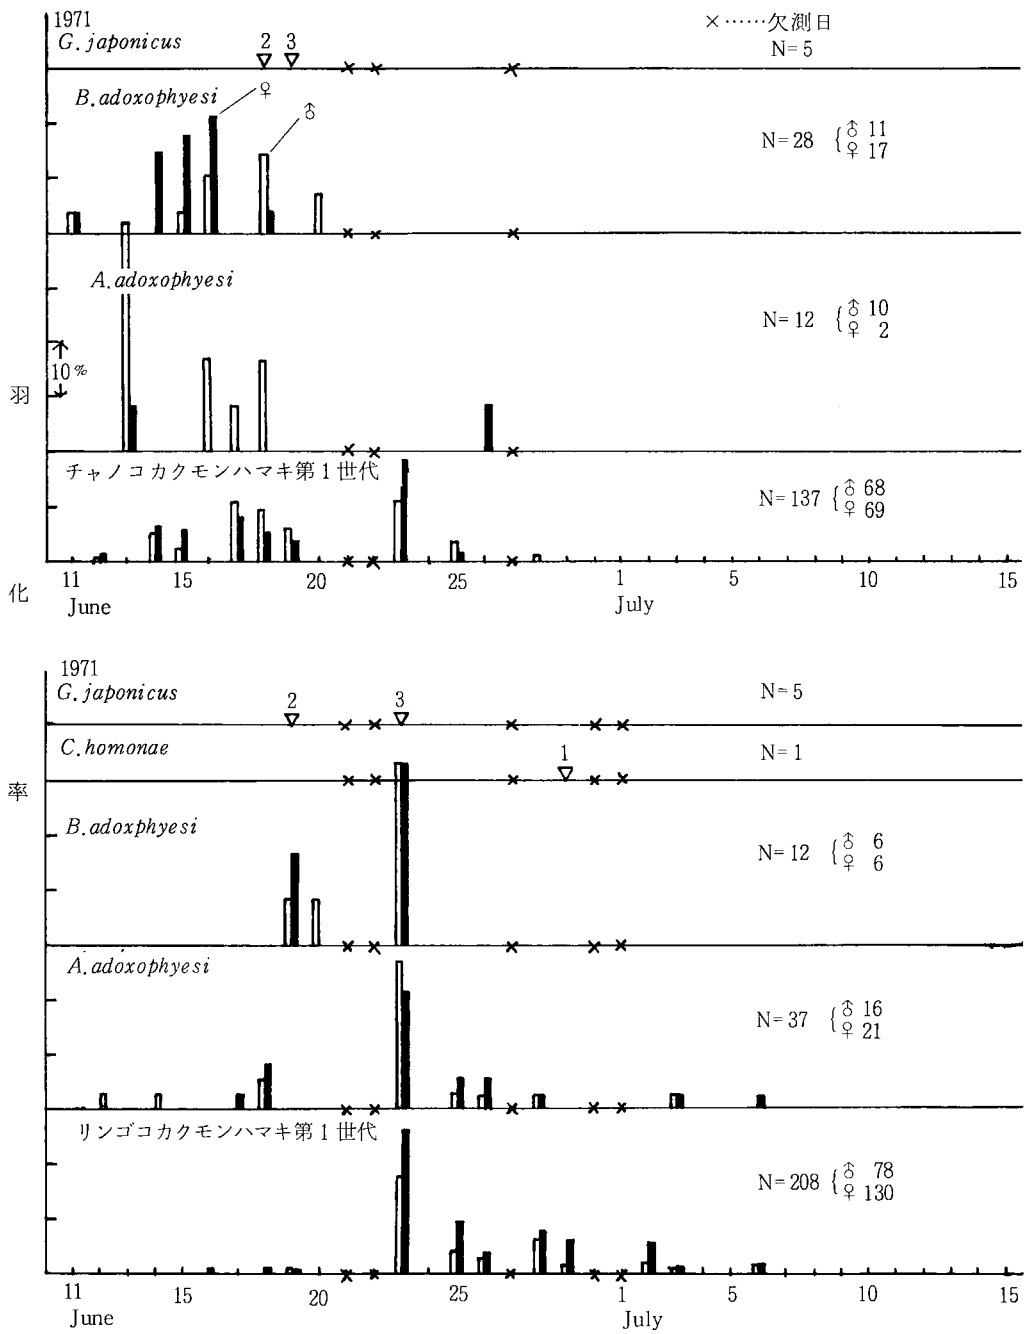 1971
×……欠測日
G. japonicus
2 3
N=5
B. adoxophyesi
♀
♂
N=28 { ♂ 11
♀ 17
A. adoxophyesi
N=12 { ♂ 10
♀ 2
10%
チャノコカクモンハマキ第1世代
N=137 { ♂ 68
♀ 69
11 15 20 25 1 5 10 15
June July
羽化率
1971
G. japonicus
2 3
N=5
C. homonae
1
N=1
B. adoxphyesi
N=12 { ♂ 6
♀ 6
A. adoxophyesi
N=37 { ♂ 16
♀ 21
リンゴコカクモンハマキ第1世代
N=208 { ♂ 78
♀ 130
11 15 20 25 1 5 10 15
June July